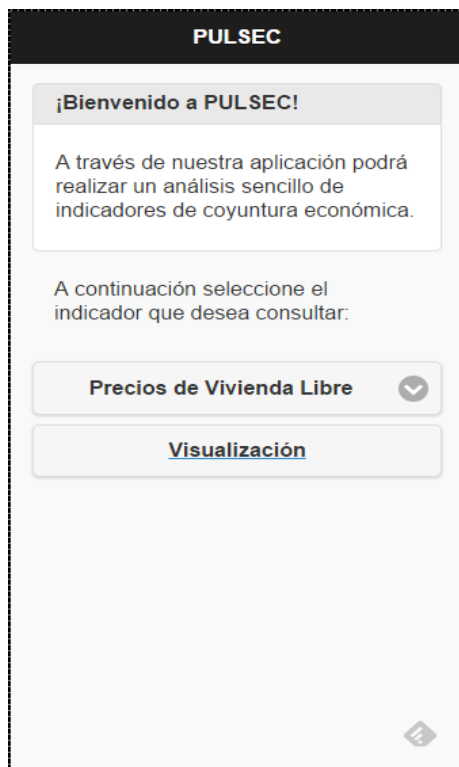 PULSEC
¡Bienvenido a PULSEC!
A través de nuestra aplicación podrá
realizar un análisis sencillo de
indicadores de coyuntura económica.
A continuación seleccione el
indicador que desea consultar:
Precios de Vivienda Libre
Visualización